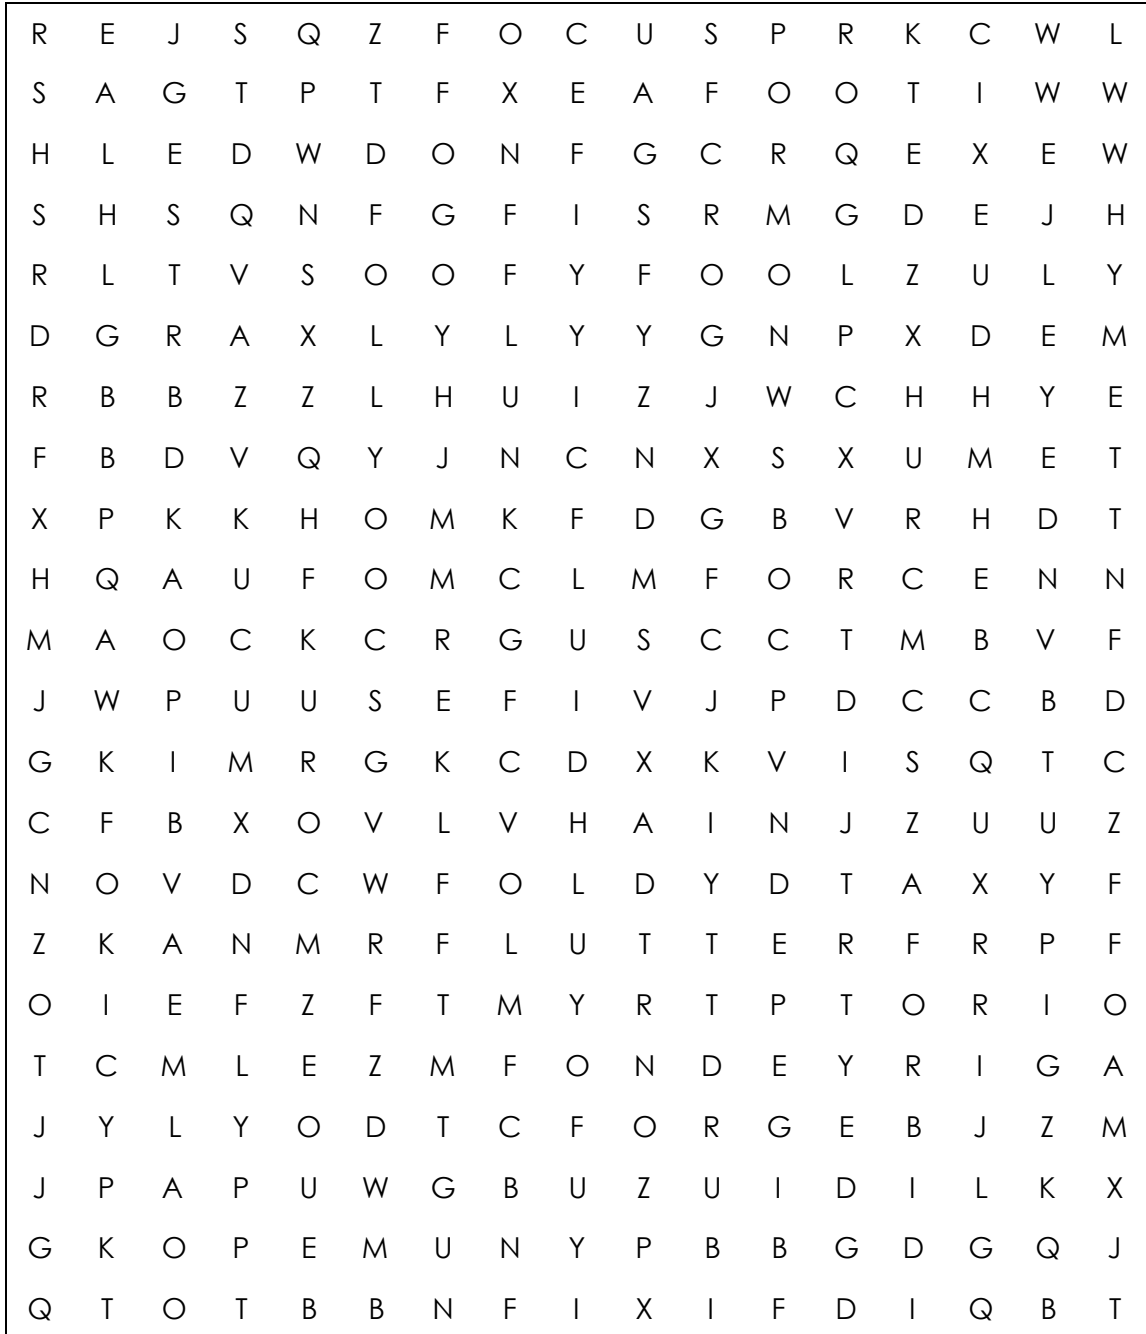 R E J S Q Z F O C U S P R K C W L
S A G T P T F X E A F O O T I W W
H L E D W D O N F G C R Q E X E W
S H S Q N F G F I S R M G D E J H
R L T V S O O F Y F O O L Z U L Y
D G R A X L Y L Y Y G N P X D E M
R B B Z Z L H U I Z J W C H H Y E
F B D V Q Y J N C N X S X U M E T
X P K K H O M K F D G B V R H D T
H Q A U F O M C L M F O R C E N N
M A O C K C R G U S C C T M B V F
J W P U U S E F I V J P D C C B D
G K I M R G K C D X K V I S Q T C
C F B X O V L V H A I N J Z U U Z
N O V D C W F O L D Y D T A X Y F
Z K A N M R F L U T T E R F R P F
O I E F Z F T M Y R T P T O R I O
T C M L E Z M F O N D E Y R I G A
J Y L Y O D T C F O R G E B J Z M
J P A P U W G B U Z U I D I L K X
G K O P E M U N Y P B B G D G Q J
Q T O T B B N F I X I F D I Q B T